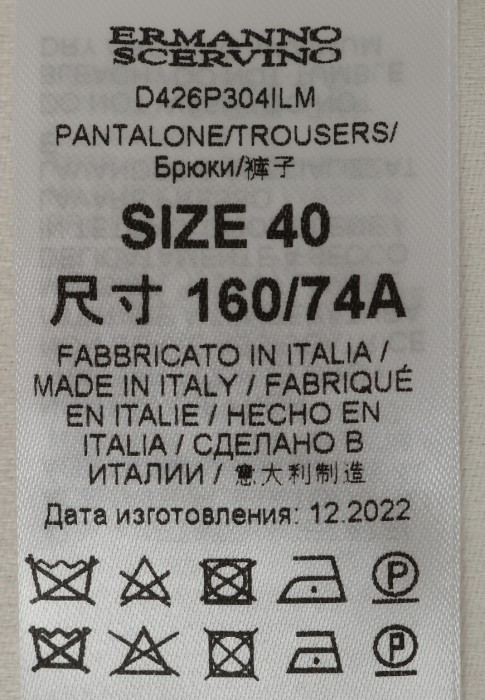 ERMANNO
SCERVINO
D426P304ILM
PANTALONE/TROUSERS/
Брюки/褲子
SIZE 40
尺寸 160/74A
FABBRICATO IN ITALIA /
MADE IN ITALY / FABRIQUÉ
EN ITALIE / HECHO EN
ITALIA / СДЕЛАНО В
ИТАЛИИ / 意大利制造
Дата изготовления: 12.2022
P
P